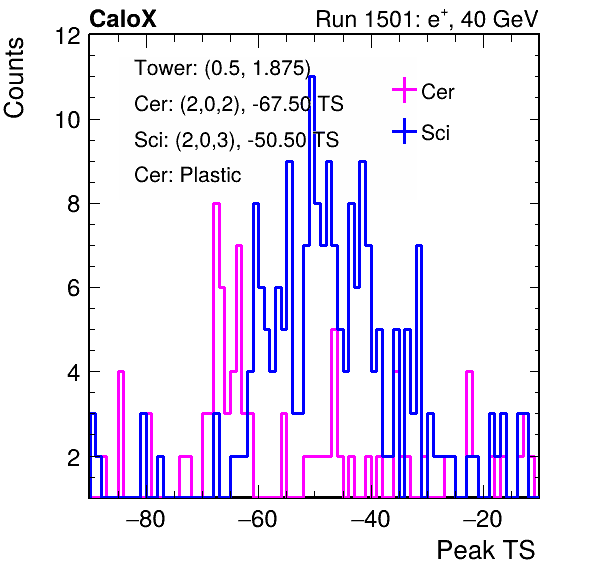 CaloX
Run 1501: e+, 40 GeV
Counts
12
10
8
6
4
2
Tower: (0.5, 1.875)
Cer: (2,0,2), -67.50 TS
Sci: (2,0,3), -50.50 TS
Cer: Plastic
Cer
Sci
−80
−60
−40
−20
Peak TS